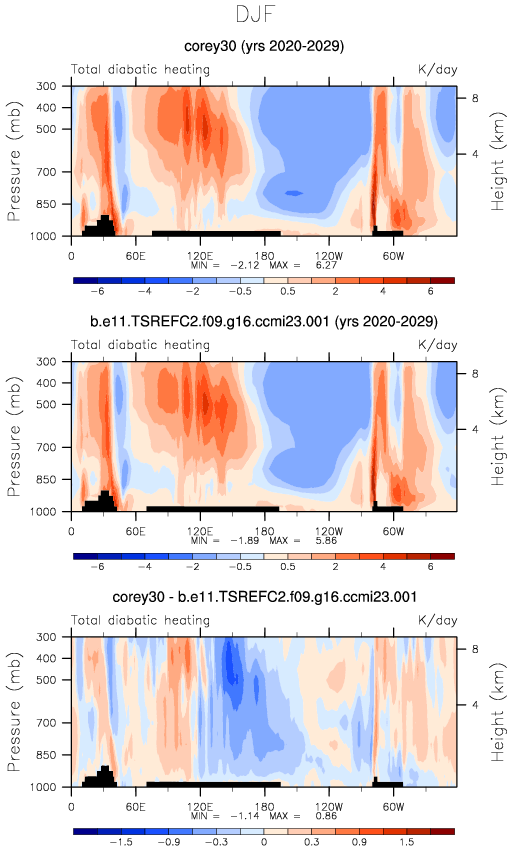 DJF
corey30 (yrs 2020-2029)
Total diabatic heating K/day
300
500
700
850
1000
Pressure (mb)
8
4
Height (km)
0 60E 120E 180 120W 60W
MIN = -2.12 MAX = 6.27
-6 -4 -2 -1 -0.5 0 0.5 1 2 4 6
b.e11.TSREFC2.f09.g16.ccmi23.001 (yrs 2020-2029)
Total diabatic heating K/day
300
500
700
850
1000
Pressure (mb)
8
4
Height (km)
0 60E 120E 180 120W 60W
MIN = -1.89 MAX = 5.86
-6 -4 -2 -1 -0.5 0 0.5 1 2 4 6
corey30 - b.e11.TSREFC2.f09.g16.ccmi23.001
Total diabatic heating K/day
300
500
700
850
1000
Pressure (mb)
8
4
Height (km)
0 60E 120E 180 120W 60W
MIN = -1.14 MAX = 0.86
-1.5 -0.9 -0.3 0 0.3 0.9 1.5